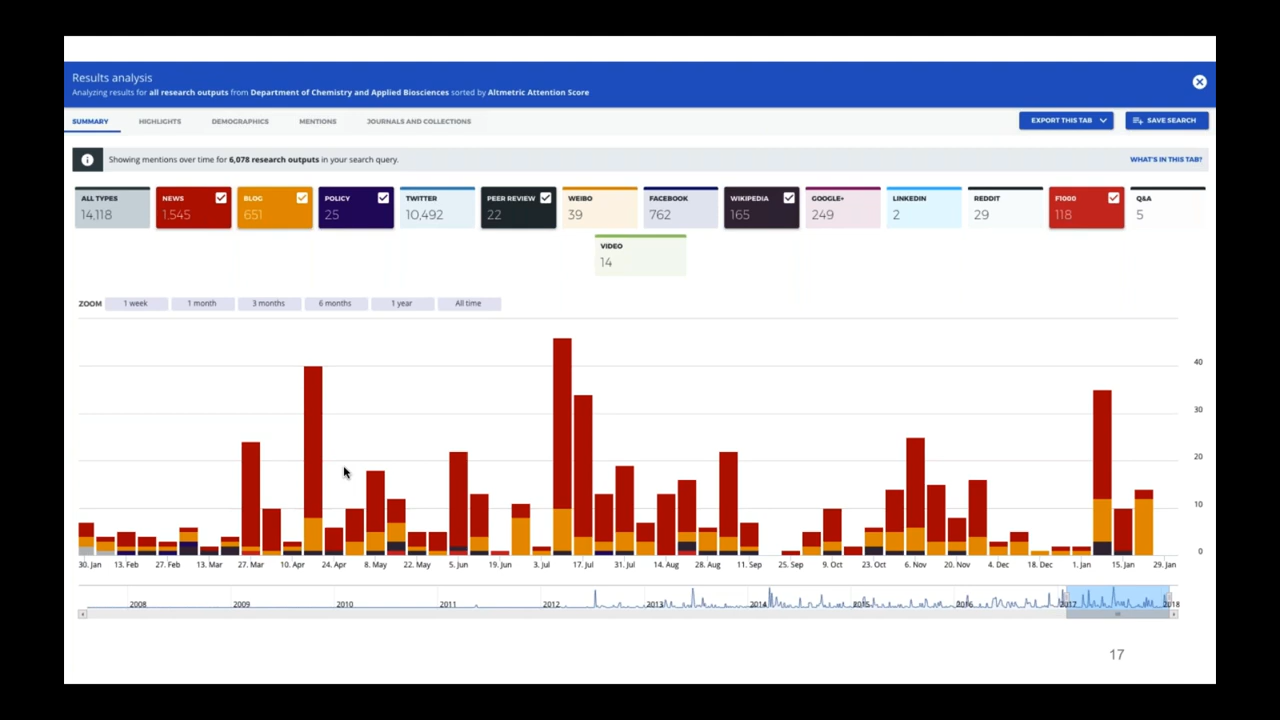 Results analysis
Analyzing results for all research outputs from Department of Chemistry and Applied Biosciences sorted by Altmetric Attention Score
SUMMARY HIGHLIGHTS DEMOGRAPHICS MENTIONS JOURNALS AND COLLECTIONS EXPORT THIS TAB SAVE SEARCH
Showing mentions over time for 6,078 research outputs in your search query. WHAT'S IN THIS TAB?
ALL TYPES NEWS BLOG POLICY TWITTER PEER REVIEW WEIBO FACEBOOK WIKIPEDIA GOOGLE+ LINKEDIN REDDIT F1000 Q&A
14,118 1,545 651 25 10,492 22 39 762 165 249 2 29 118 5
VIDEO
14
ZOOM 1 week 1 month 3 months 6 months 1 year All time
40
30
20
10
0
30. Jan 13. Feb 27. Feb 13. Mar 27. Mar 10. Apr 24. Apr 8. May 22. May 5. Jun 19. Jun 3. Jul 17. Jul 31. Jul 14. Aug 28. Aug 11. Sep 25. Sep 9. Oct 23. Oct 6. Nov 20. Nov 4. Dec 18. Dec 1. Jan 15. Jan 29. Jan
2008 2009 2010 2011 2012 2013 2014 2015 2016 2017 2018
17